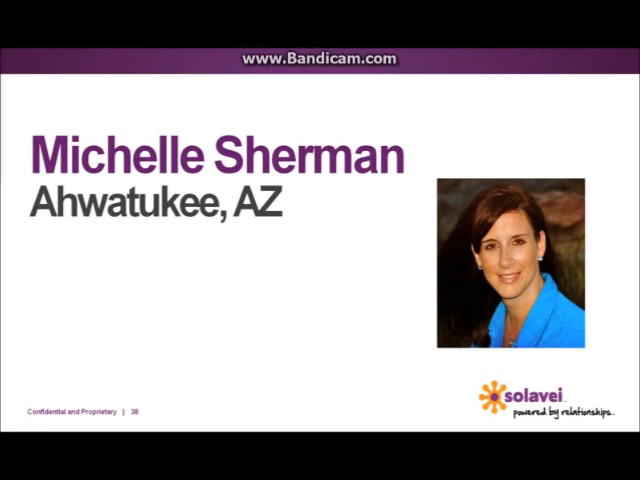 www.Bandicam.com
Michelle Sherman
Ahwatukee, AZ
Confidential and Proprietary | 38
solavei
powered by relationships.